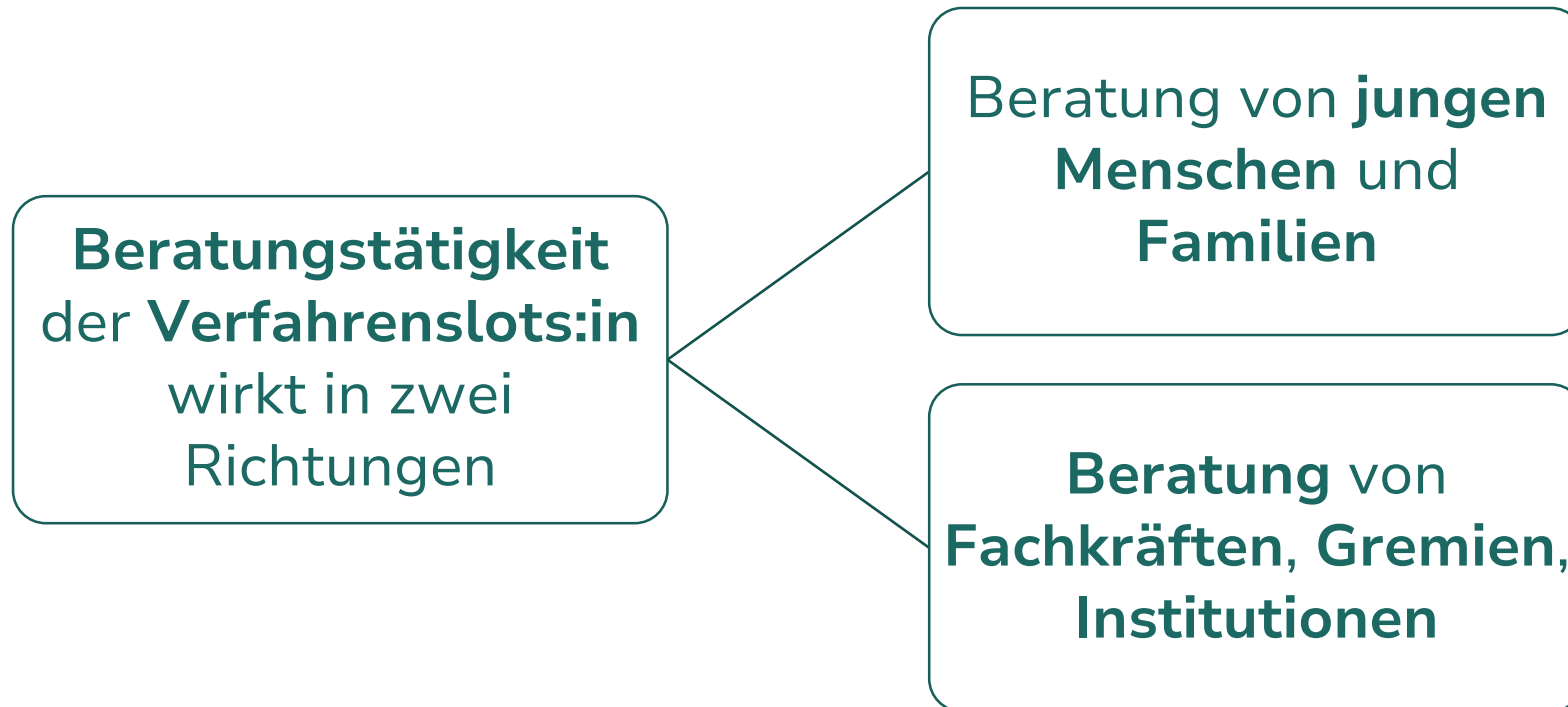 Beratungstätigkeit
der Verfahrenslots:in
wirkt in zwei
Richtungen
Beratung von jungen
Menschen und
Familien
Beratung von
Fachkräften, Gremien,
Institutionen